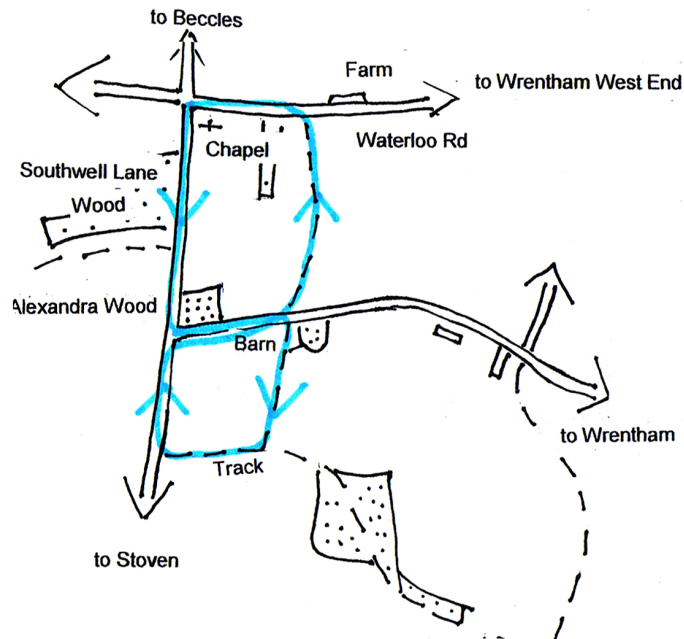 to Beccles
Farm
to Wrentham West End
Waterloo Rd
Chapel
Southwell Lane
Wood
Alexandra Wood
Barn
to Wrentham
Track
to Stoven